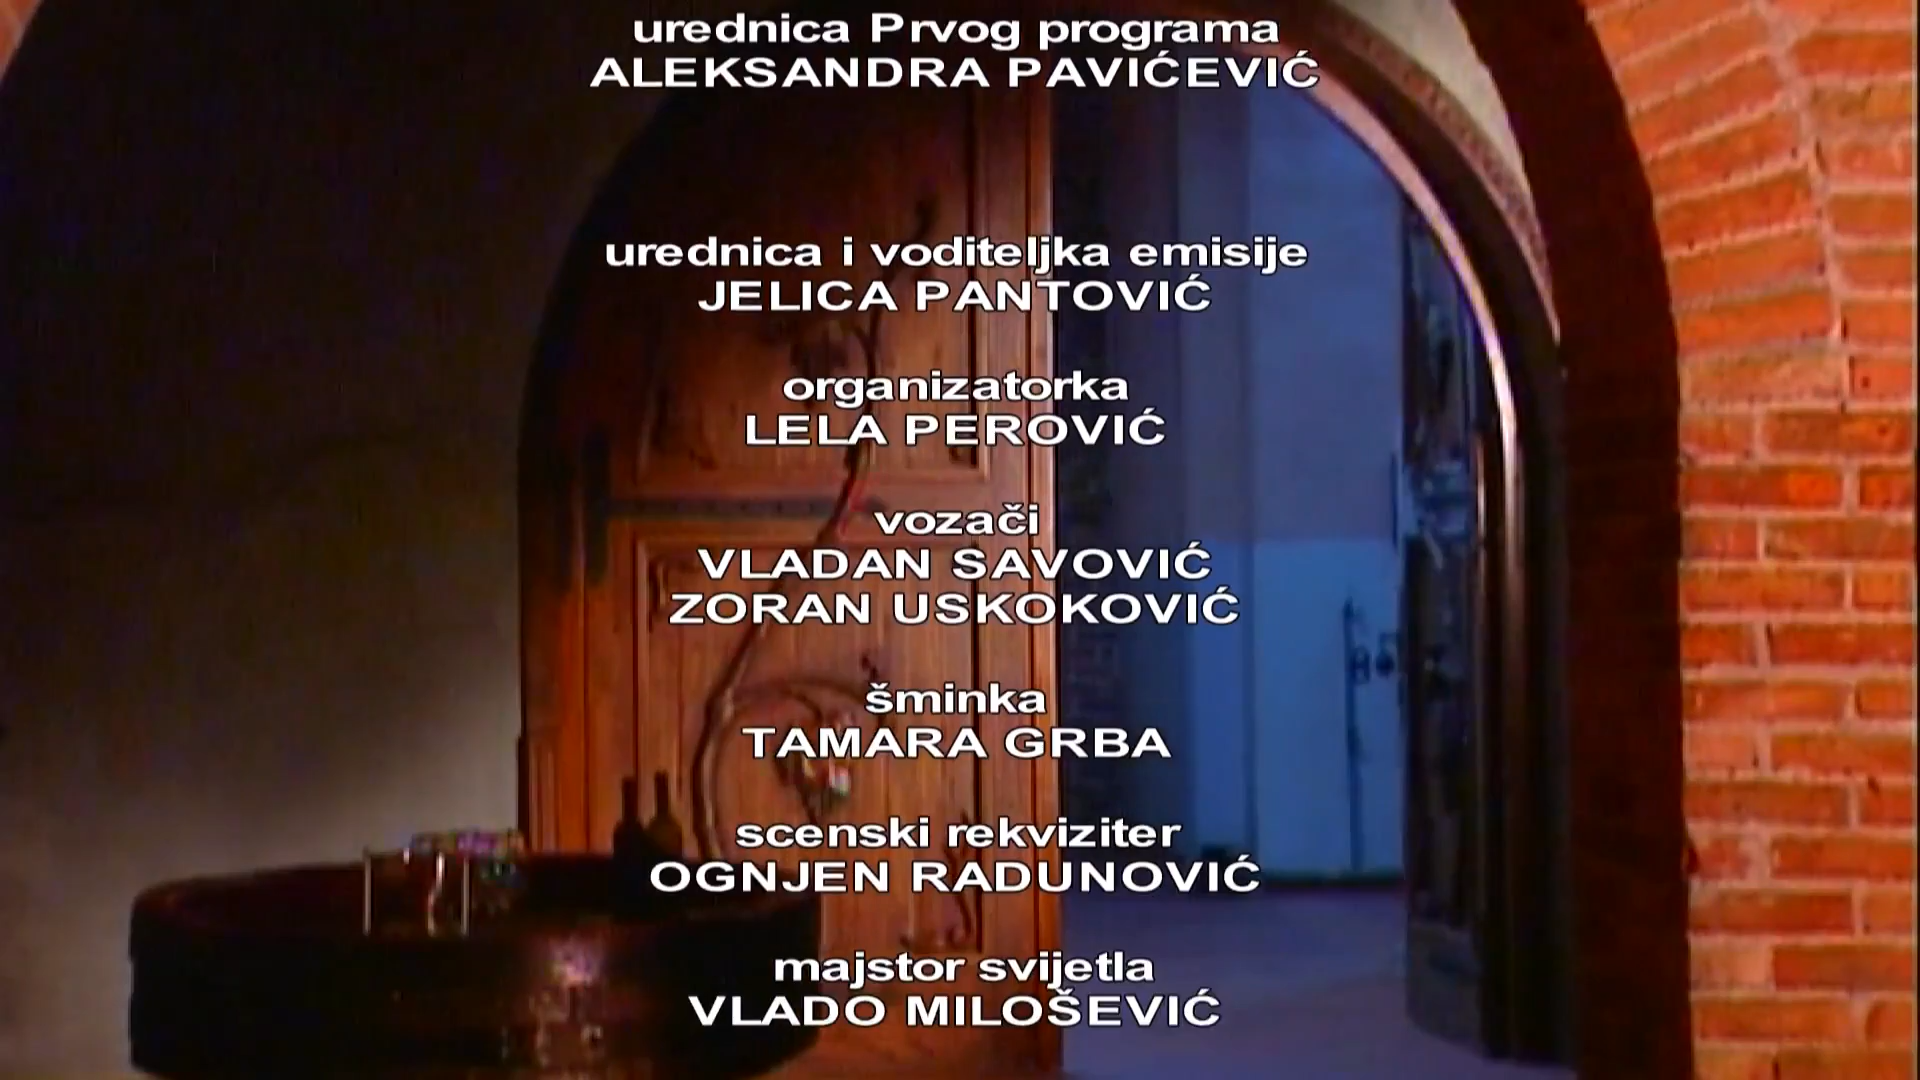 urednica Prvog programa
ALEKSANDRA PAVIĆEVIĆ
urednica i voditeljka emisije
JELICA PANTOVIĆ
organizatorka
LELA PEROVIĆ
vozači
VLADAN SAVOVIĆ
ZORAN USKOKOVIĆ
šminka
TAMARA GRBA
scenski rekviziter
OGNJEN RADUNOVIĆ
majstor svijetla
VLADO MILOŠEVIĆ